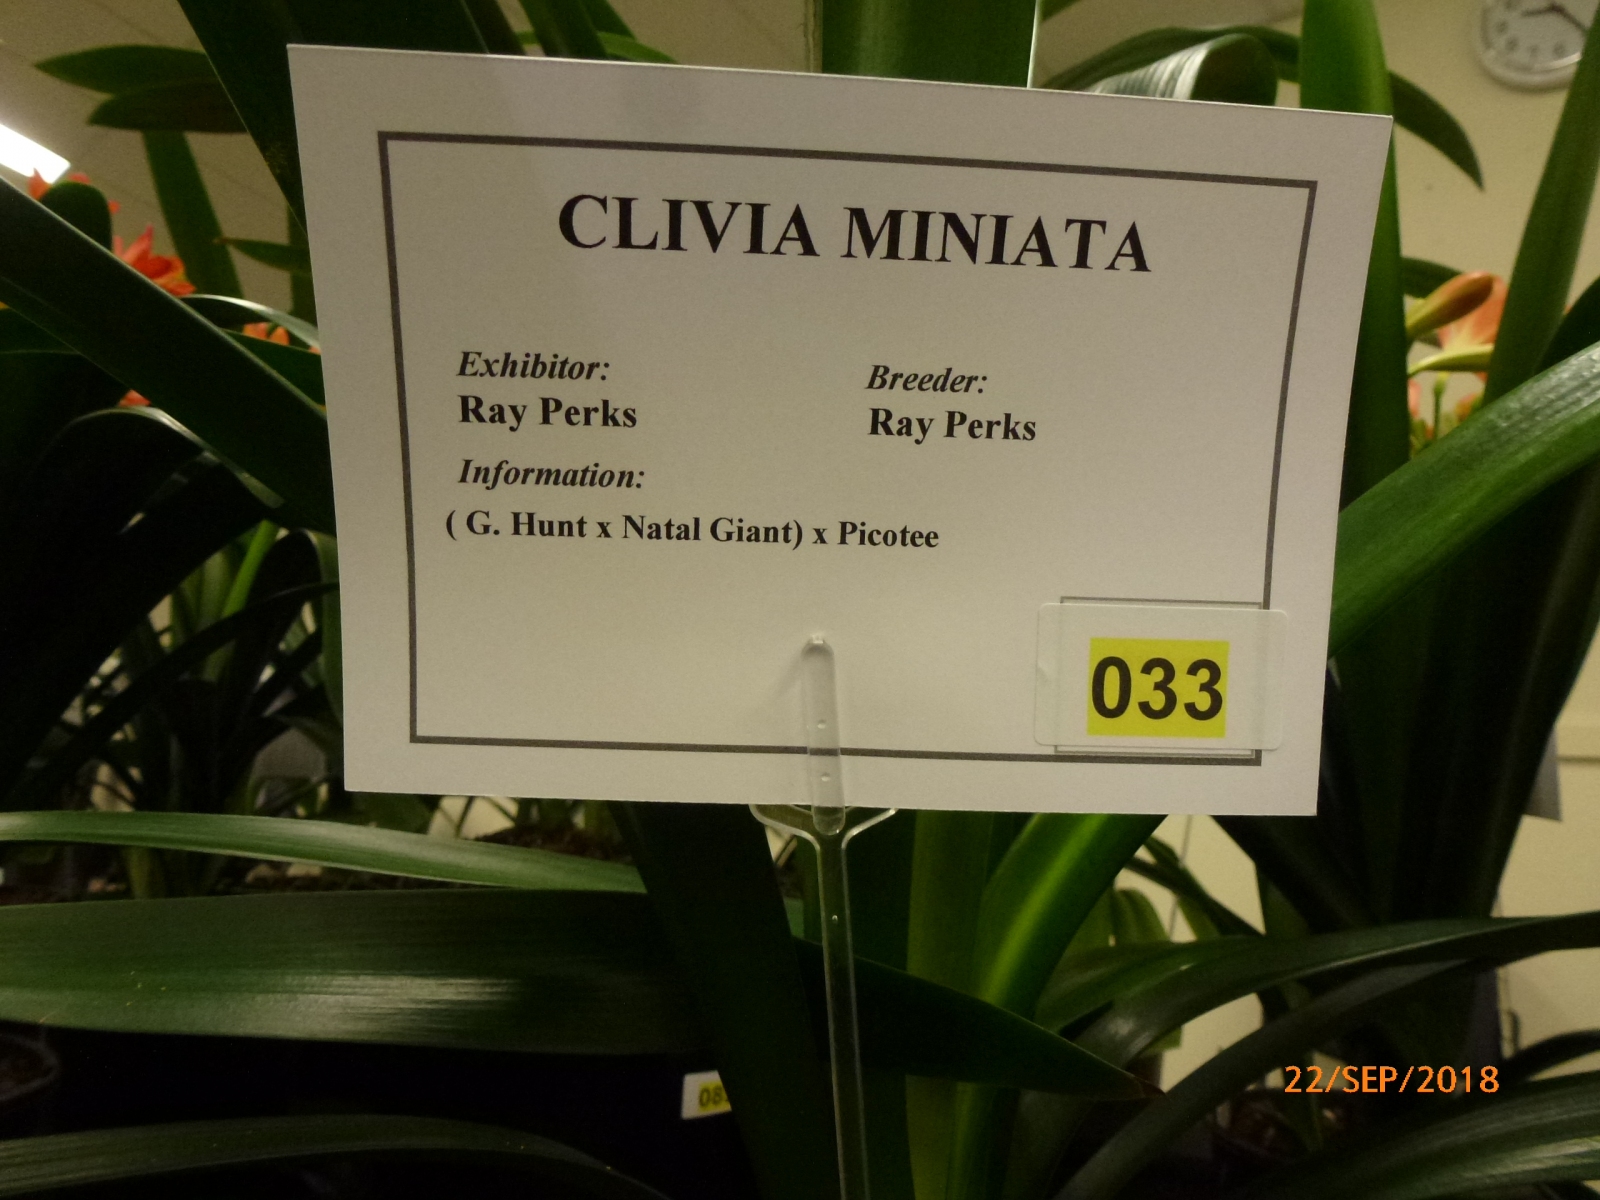 CLIVIA MINIATA
Exhibitor:
Breeder:
Ray Perks
Ray Perks
Information:
( G. Hunt x Natal Giant) x Picotee
033
22/SEP/2018